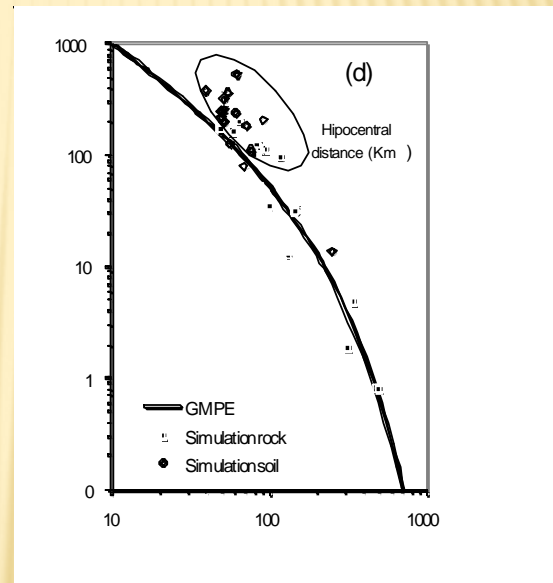 1000
(d)
Hipocentral
distance (Km )
100
10
1
GMPE
Simulation rock
Simulation soil
0
10 100 1000